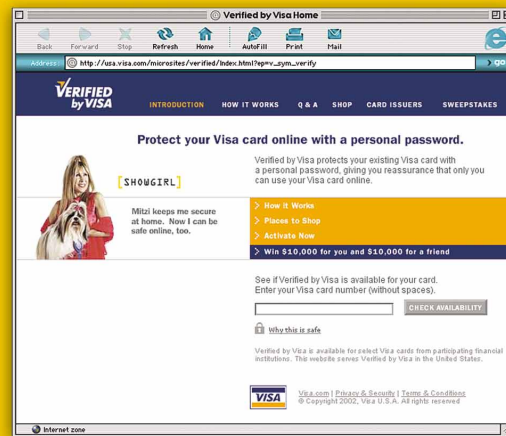 Verified by Visa Home
Back Forward Stop Refresh Home AutoFill Print Mail
Address http://usa.visa.com/microsites/verified/index.html?ep=v_sym_verify go
VERIFIED
by VISA
INTRODUCTION HOW IT WORKS Q & A SHOP CARD ISSUERS SWEEPSTAKES
Protect your Visa card online with a personal password.
[SHOWGIRL]
Mitzi keeps me secure
at home. Now I can be
safe online, too.
Verified by Visa protects your existing Visa card with
a personal password, giving you reassurance that only you
can use your Visa card online.
> How It Works
> Places to Shop
> Activate Now
> Win $10,000 for you and $10,000 for a friend
See if Verified by Visa is available for your card.
Enter your Visa card number (without spaces).
CHECK AVAILABILITY
Why this is safe
Verified by Visa is available for select Visa cards from participating financial
institutions. This website serves Verified by Visa in the United States.
VISA
Visa.com | Privacy & Security | Terms & Conditions
© Copyright 2002, Visa U.S.A. All rights reserved
Internet zone